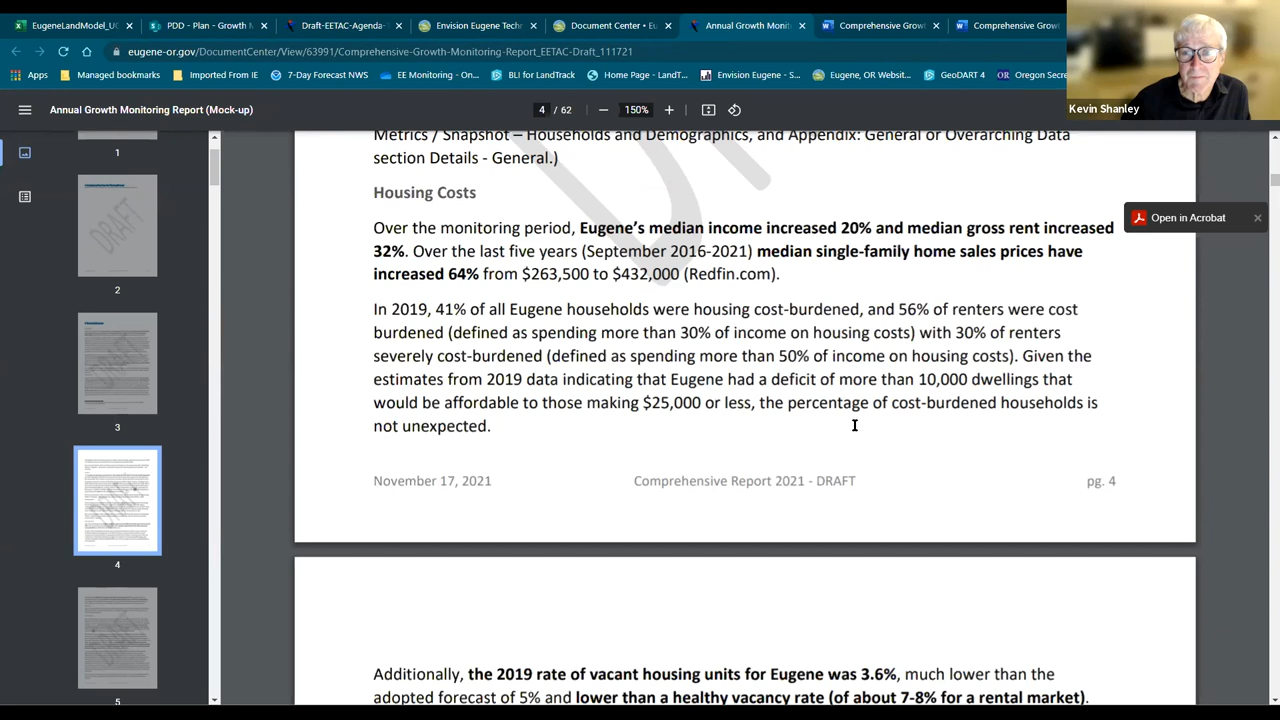 EugeneLandModel_UG
PDD - Plan - Growth M
Draft-EETAC-Agenda-
Envision Eugene Techn
Document Center • Eu
Annual Growth Monit
Comprehensive Growt
Comprehensive Grow
eugene-or.gov/DocumentCenter/View/63991/Comprehensive-Growth-Monitoring-Report_EETAC-Draft_111721
Apps
Managed bookmarks
Imported From IE
7-Day Forecast NWS
EE Monitoring - On...
BLI for LandTrack
Home Page - LandT...
Envision Eugene - S...
Eugene, OR Website...
GeoDART 4
Oregon Secre
Kevin Shanley
Annual Growth Monitoring Report (Mock-up)
4 / 62
150%
Open in Acrobat
1
2
3
4
5
DRAFT
Metrics / Snapshot – Households and Demographics, and Appendix: General or Overarching Data
section Details - General.)
Housing Costs
Over the monitoring period, Eugene’s median income increased 20% and median gross rent increased
32%. Over the last five years (September 2016-2021) median single-family home sales prices have
increased 64% from $263,500 to $432,000 (Redfin.com).
In 2019, 41% of all Eugene households were housing cost-burdened, and 56% of renters were cost
burdened (defined as spending more than 30% of income on housing costs) with 30% of renters
severely cost-burdened (defined as spending more than 50% of income on housing costs). Given the
estimates from 2019 data indicating that Eugene had a deficit of more than 10,000 dwellings that
would be affordable to those making $25,000 or less, the percentage of cost-burdened households is
not unexpected.
November 17, 2021
Comprehensive Report 2021 - DRAFT
pg. 4
Additionally, the 2019 rate of vacant housing units for Eugene was 3.6%, much lower than the
adopted forecast of 5% and lower than a healthy vacancy rate (of about 7-8% for a rental market).